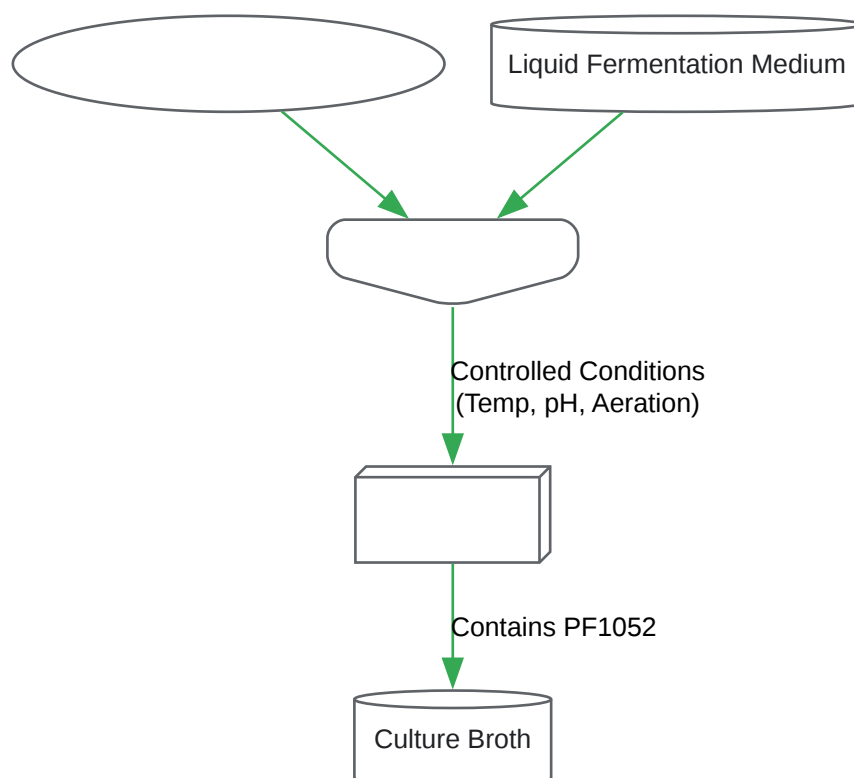 Liquid Fermentation Medium
Controlled Conditions
(Temp, pH, Aeration)
Contains PF1052
Culture Broth